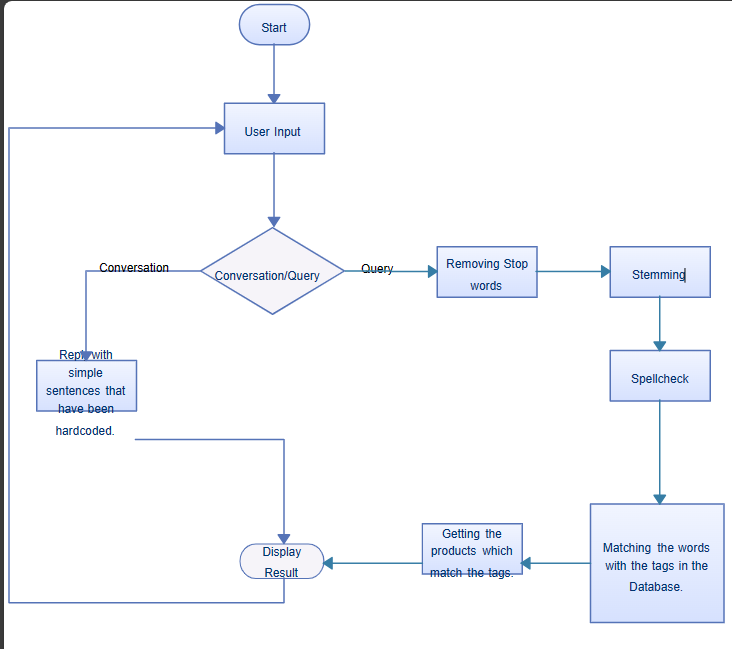 Start
User Input
Conversation
Conversation/Query
Query
Removing Stop
words
Stemming
Reply with
simple
sentences that
have been
hardcoded.
Spellcheck
Matching the words
with the tags in the
Database.
Getting the
products which
match the tags.
Display
Result